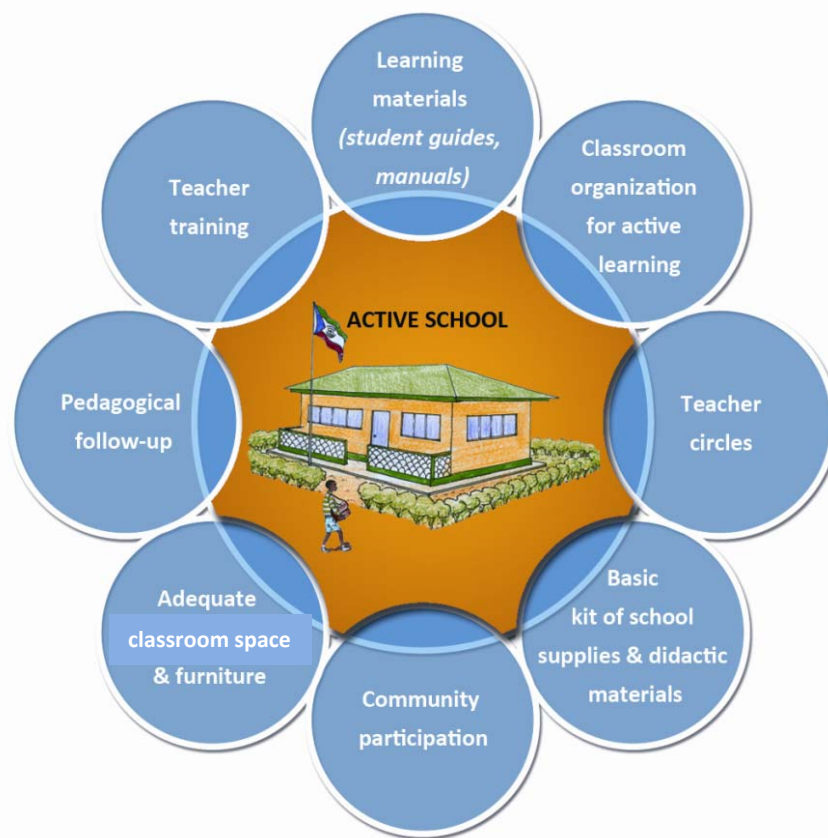 Learning
materials
(student guides,
manuals)
Classroom
organization
for active
learning
Teacher
circles
Basic
kit of school
supplies & didactic
materials
Community
participation
Adequate
classroom space
& furniture
Pedagogical
follow-up
Teacher
training
ACTIVE SCHOOL